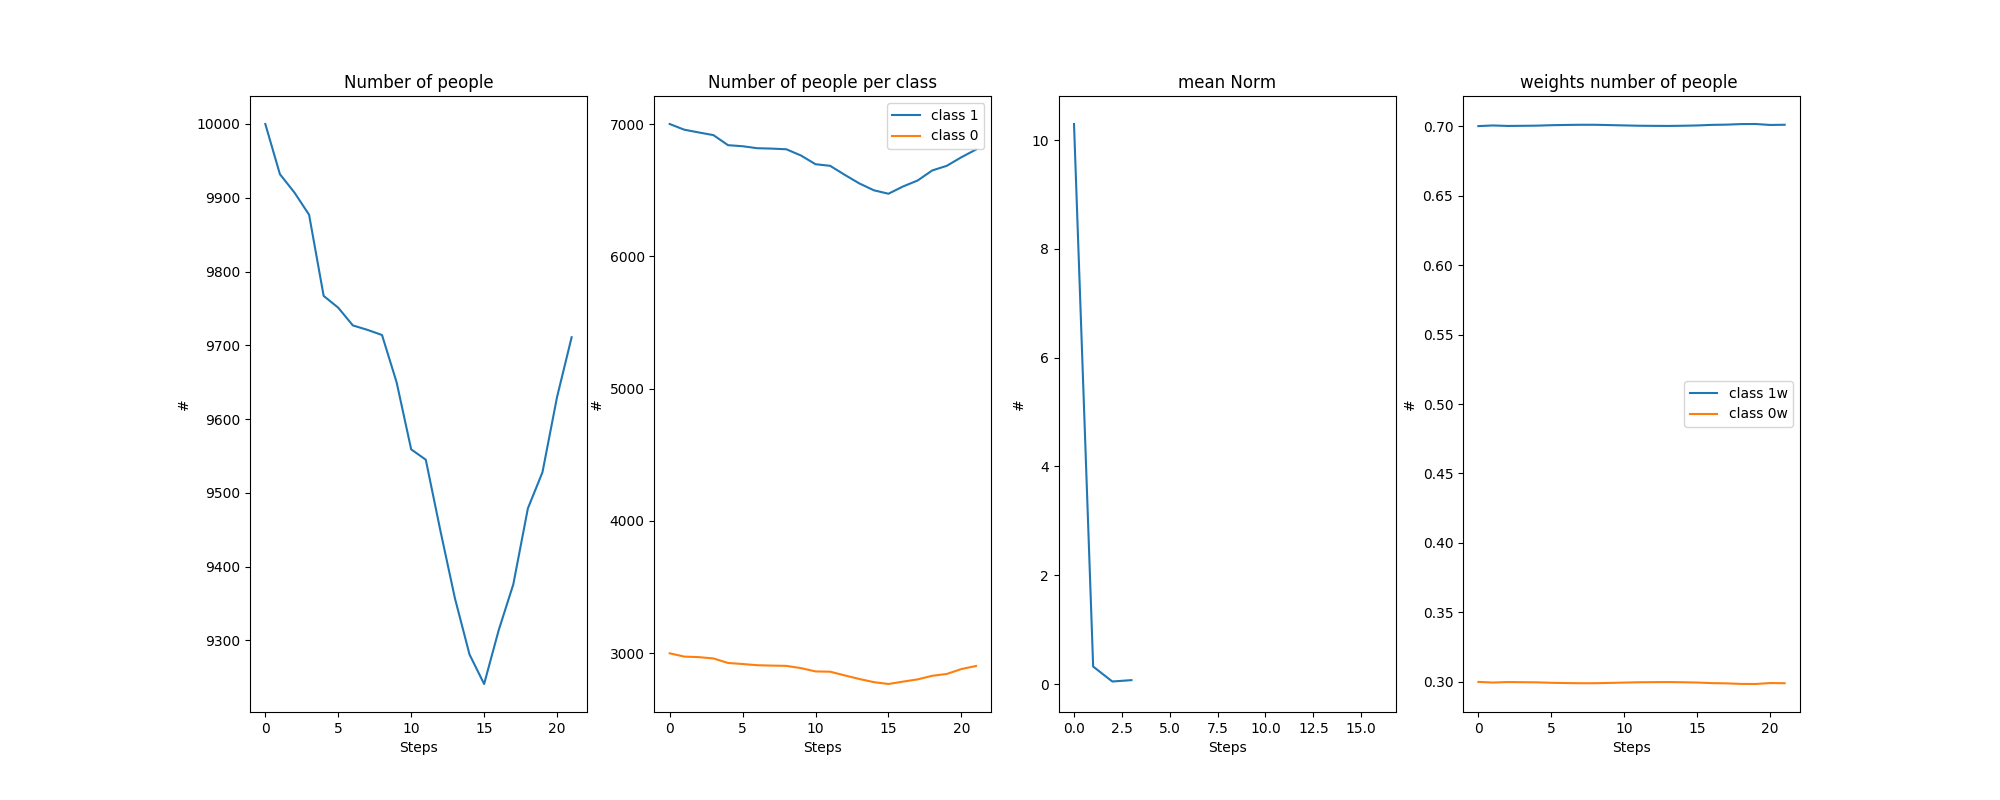 Number of people
10000
9900
9800
9700
9600
9500
9400
9300
#
0 5 10 15 20
Steps
Number of people per class
class 1
class 0
7000
6000
5000
4000
3000
#
0 5 10 15 20
Steps
mean Norm
10
8
6
4
2
0
#
0.0 2.5 5.0 7.5 10.0 12.5 15.0
Steps
weights number of people
0.70
0.65
0.60
0.55
0.50
0.45
0.40
0.35
0.30
#
class 1w
class 0w
0 5 10 15 20
Steps